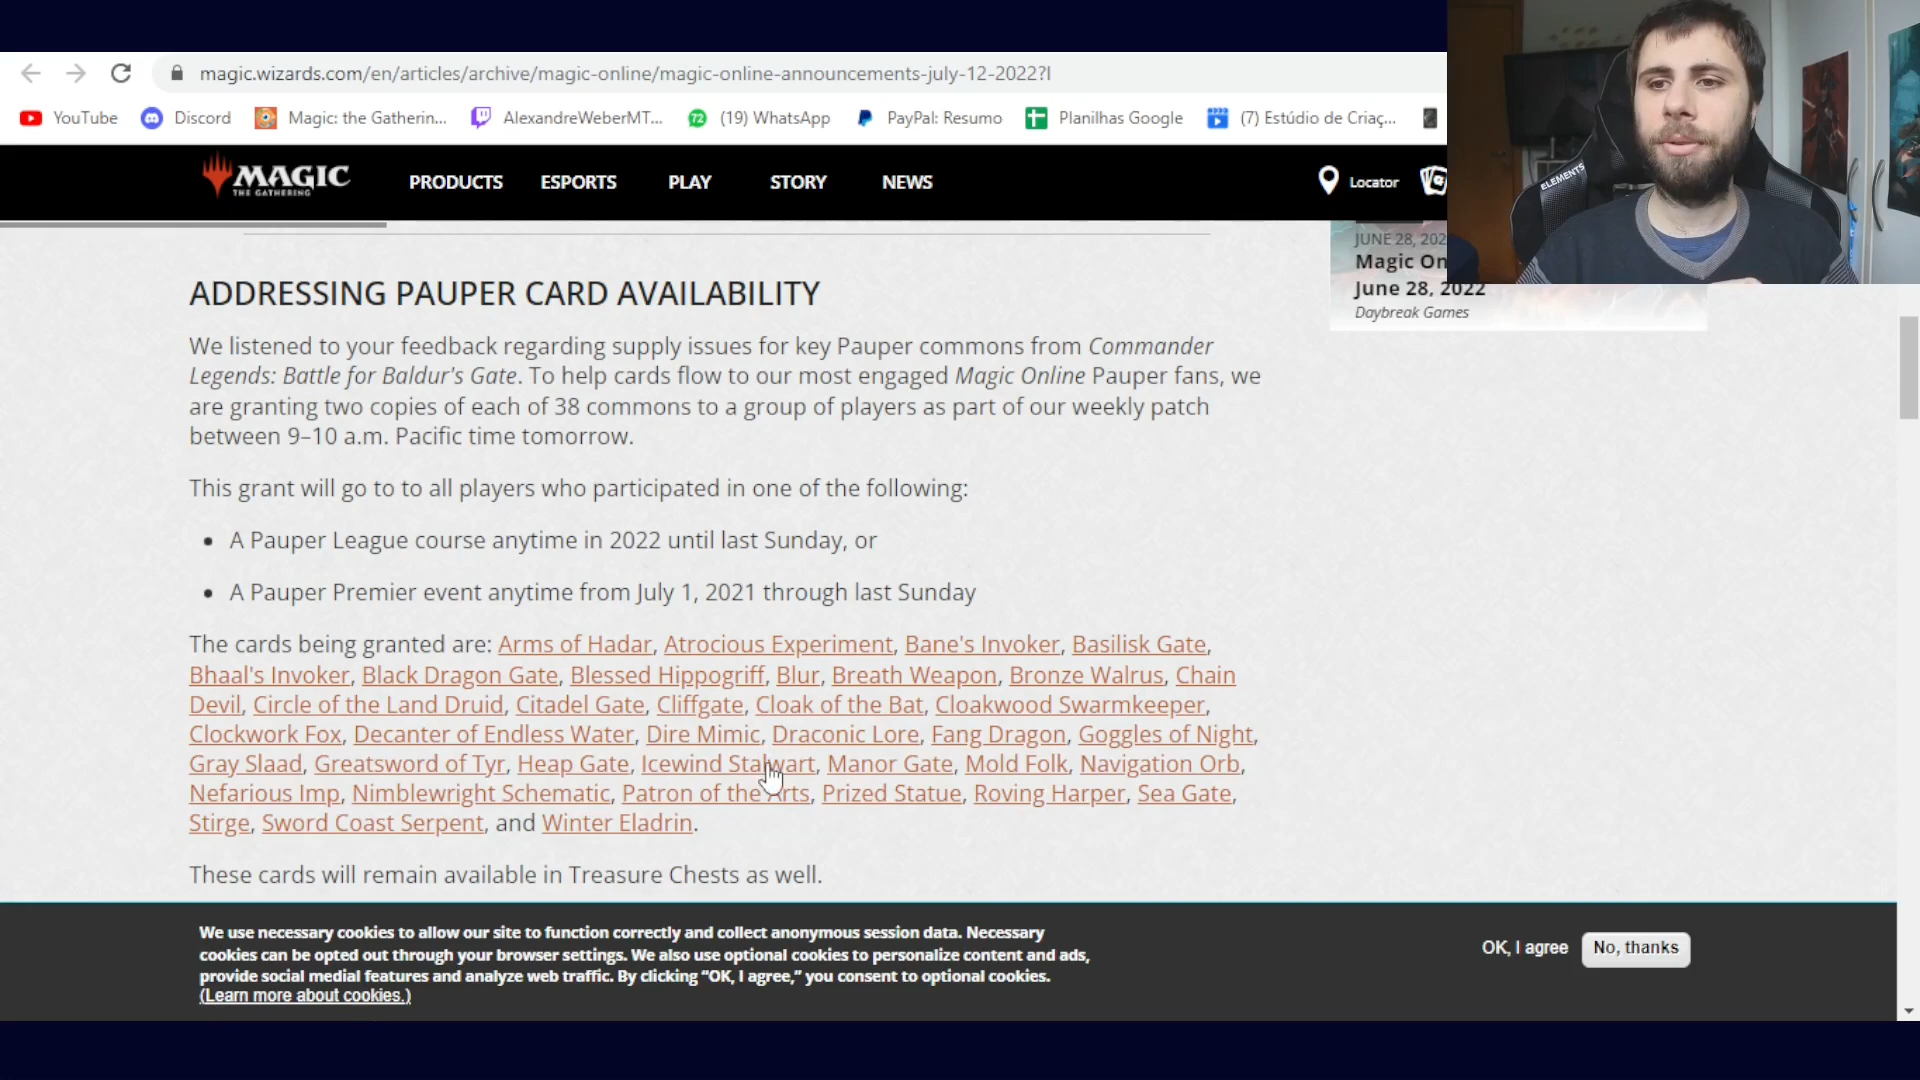 magic.wizards.com/en/articles/archive/magic-online/magic-online-announcements-july-12-2022?l
YouTube Discord Magic: the Gatherin... AlexandreWeberMT... 72 (19) WhatsApp PayPal: Resumo Planilhas Google (7) Estúdio de Criaç...
MAGIC THE GATHERING PRODUCTS ESPORTS PLAY STORY NEWS Locator
ELEMENTS
JUNE 28, 202
Magic On
June 28, 2022
Daybreak Games
ADDRESSING PAUPER CARD AVAILABILITY
We listened to your feedback regarding supply issues for key Pauper commons from Commander
Legends: Battle for Baldur's Gate. To help cards flow to our most engaged Magic Online Pauper fans, we
are granting two copies of each of 38 commons to a group of players as part of our weekly patch
between 9–10 a.m. Pacific time tomorrow.
This grant will go to to all players who participated in one of the following:
• A Pauper League course anytime in 2022 until last Sunday, or
• A Pauper Premier event anytime from July 1, 2021 through last Sunday
The cards being granted are: Arms of Hadar, Atrocious Experiment, Bane's Invoker, Basilisk Gate,
Bhaal's Invoker, Black Dragon Gate, Blessed Hippogriff, Blur, Breath Weapon, Bronze Walrus, Chain
Devil, Circle of the Land Druid, Citadel Gate, Cliffgate, Cloak of the Bat, Cloakwood Swarmkeeper,
Clockwork Fox, Decanter of Endless Water, Dire Mimic, Draconic Lore, Fang Dragon, Goggles of Night,
Gray Slaad, Greatsword of Tyr, Heap Gate, Icewind Stalwart, Manor Gate, Mold Folk, Navigation Orb,
Nefarious Imp, Nimblewright Schematic, Patron of the Arts, Prized Statue, Roving Harper, Sea Gate,
Stirge, Sword Coast Serpent, and Winter Eladrin.
These cards will remain available in Treasure Chests as well.
We use necessary cookies to allow our site to function correctly and collect anonymous session data. Necessary
cookies can be opted out through your browser settings. We also use optional cookies to personalize content and ads,
provide social medial features and analyze web traffic. By clicking “OK, I agree,” you consent to optional cookies.
(Learn more about cookies.)
OK, I agree No, thanks